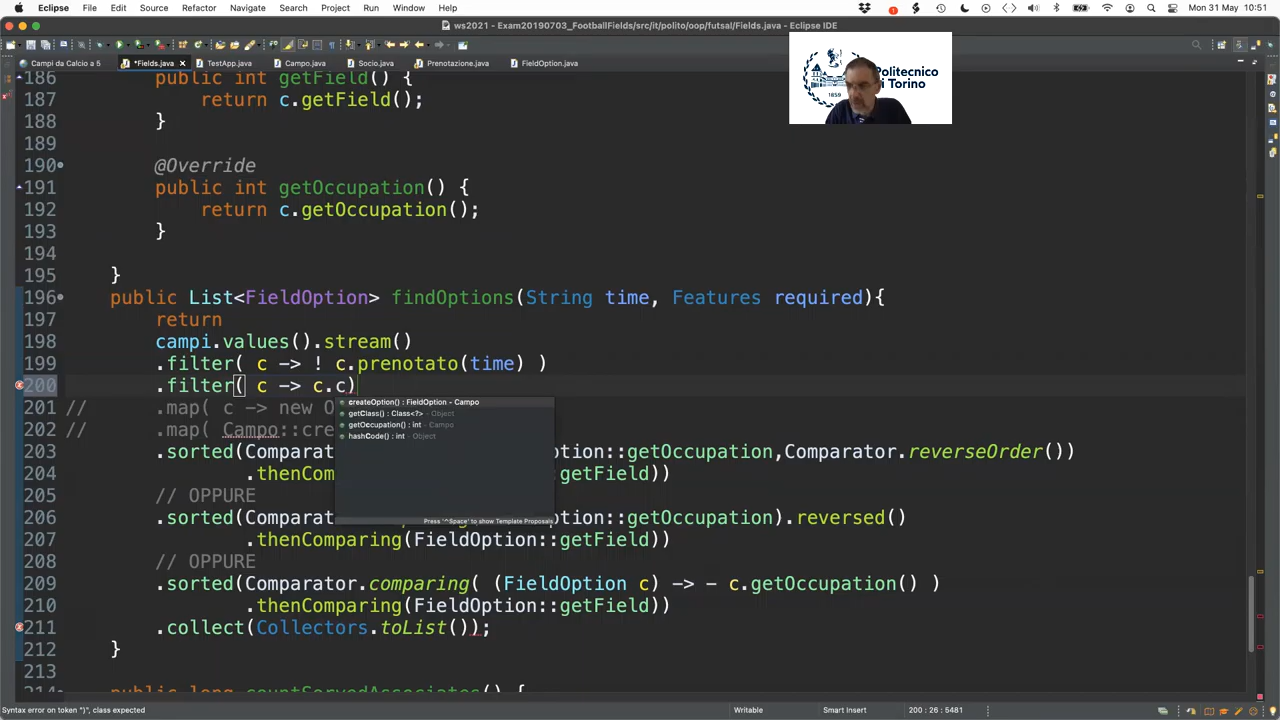 Eclipse File Edit Source Refactor Navigate Search Project Run Window Help Mon 31 May 10:51
ws2021 - Exam20190703_FootballFields/src/it/polito/oop/futsal/Fields.java - Eclipse IDE
Campi da Calcio a 5 *Fields.java TestApp.java Campo.java Socio.java Prenotazione.java FieldOption.java
Politecnico
di Torino
1859
186 public int getField() {
187 return c.getField();
188 }
189
190 @Override
191 public int getOccupation() {
192 return c.getOccupation();
193 }
194
195 }
196 public List<FieldOption> findOptions(String time, Features required){
197 return
198 campi.values().stream()
199 .filter( c -> ! c.prenotato(time) )
200 .filter( c -> c.c)
createOption() : FieldOption - Campo
getClass() : Class<?> - Object
getOccupation() : int - Campo
hashCode() : int - Object
Press '^Space' to show Template Proposals
201 // .map( c -> new O
202 // .map( Campo::cre
203 .sorted(Comparat tion::getOccupation,Comparator.reverseOrder())
204 .thenCom ::getField))
205 // OPPURE
206 .sorted(Comparat ption::getOccupation).reversed()
207 .thenComparing(FieldOption::getField))
208 // OPPURE
209 .sorted(Comparator.comparing( (FieldOption c) -> - c.getOccupation() )
210 .thenComparing(FieldOption::getField))
211 .collect(Collectors.toList());
212 }
213
214 public long countServedAssociates() {
Syntax error on token ")", class expected Writable Smart Insert 200 : 26 : 5481